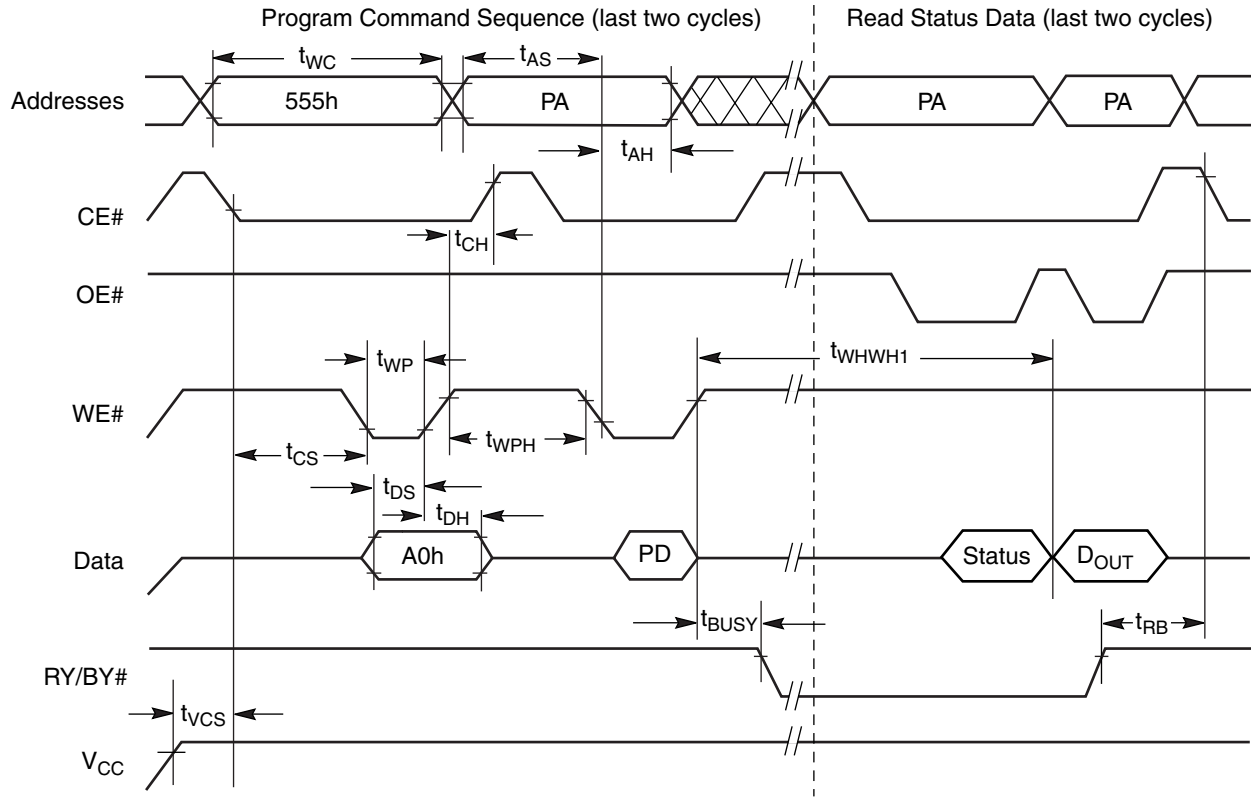 Program Command Sequence (last two cycles) Read Status Data (last two cycles)
tWC tAS
Addresses 555h PA PA PA
tAH
CE#
tCH
OE#
tWP tWHWH1
WE#
tCS tWPH
tDS
tDH
Data A0h PD Status DOUT
tBUSY tRB
RY/BY#
tVCS
VCC